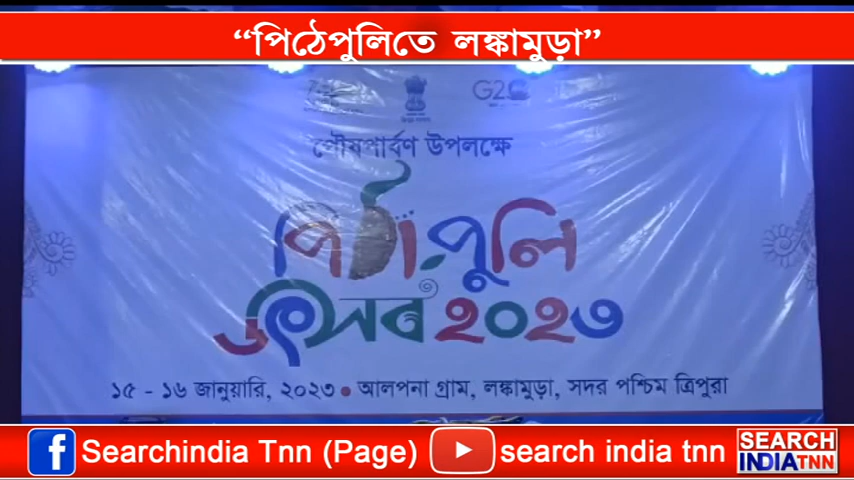 “পিঠেপুলিতে লঙ্কামুড়া”
G20
পৌষপার্বণ উপলক্ষে
পিঠা-পুলি
উৎসব ২০২৩
১৫ - ১৬ জানুয়ারি, ২০২৩ • আলপনা গ্রাম, লঙ্কামুড়া, সদর পশ্চিম ত্রিপুরা
Searchindia Tnn (Page) search india tnn
SEARCH
INDIATNN